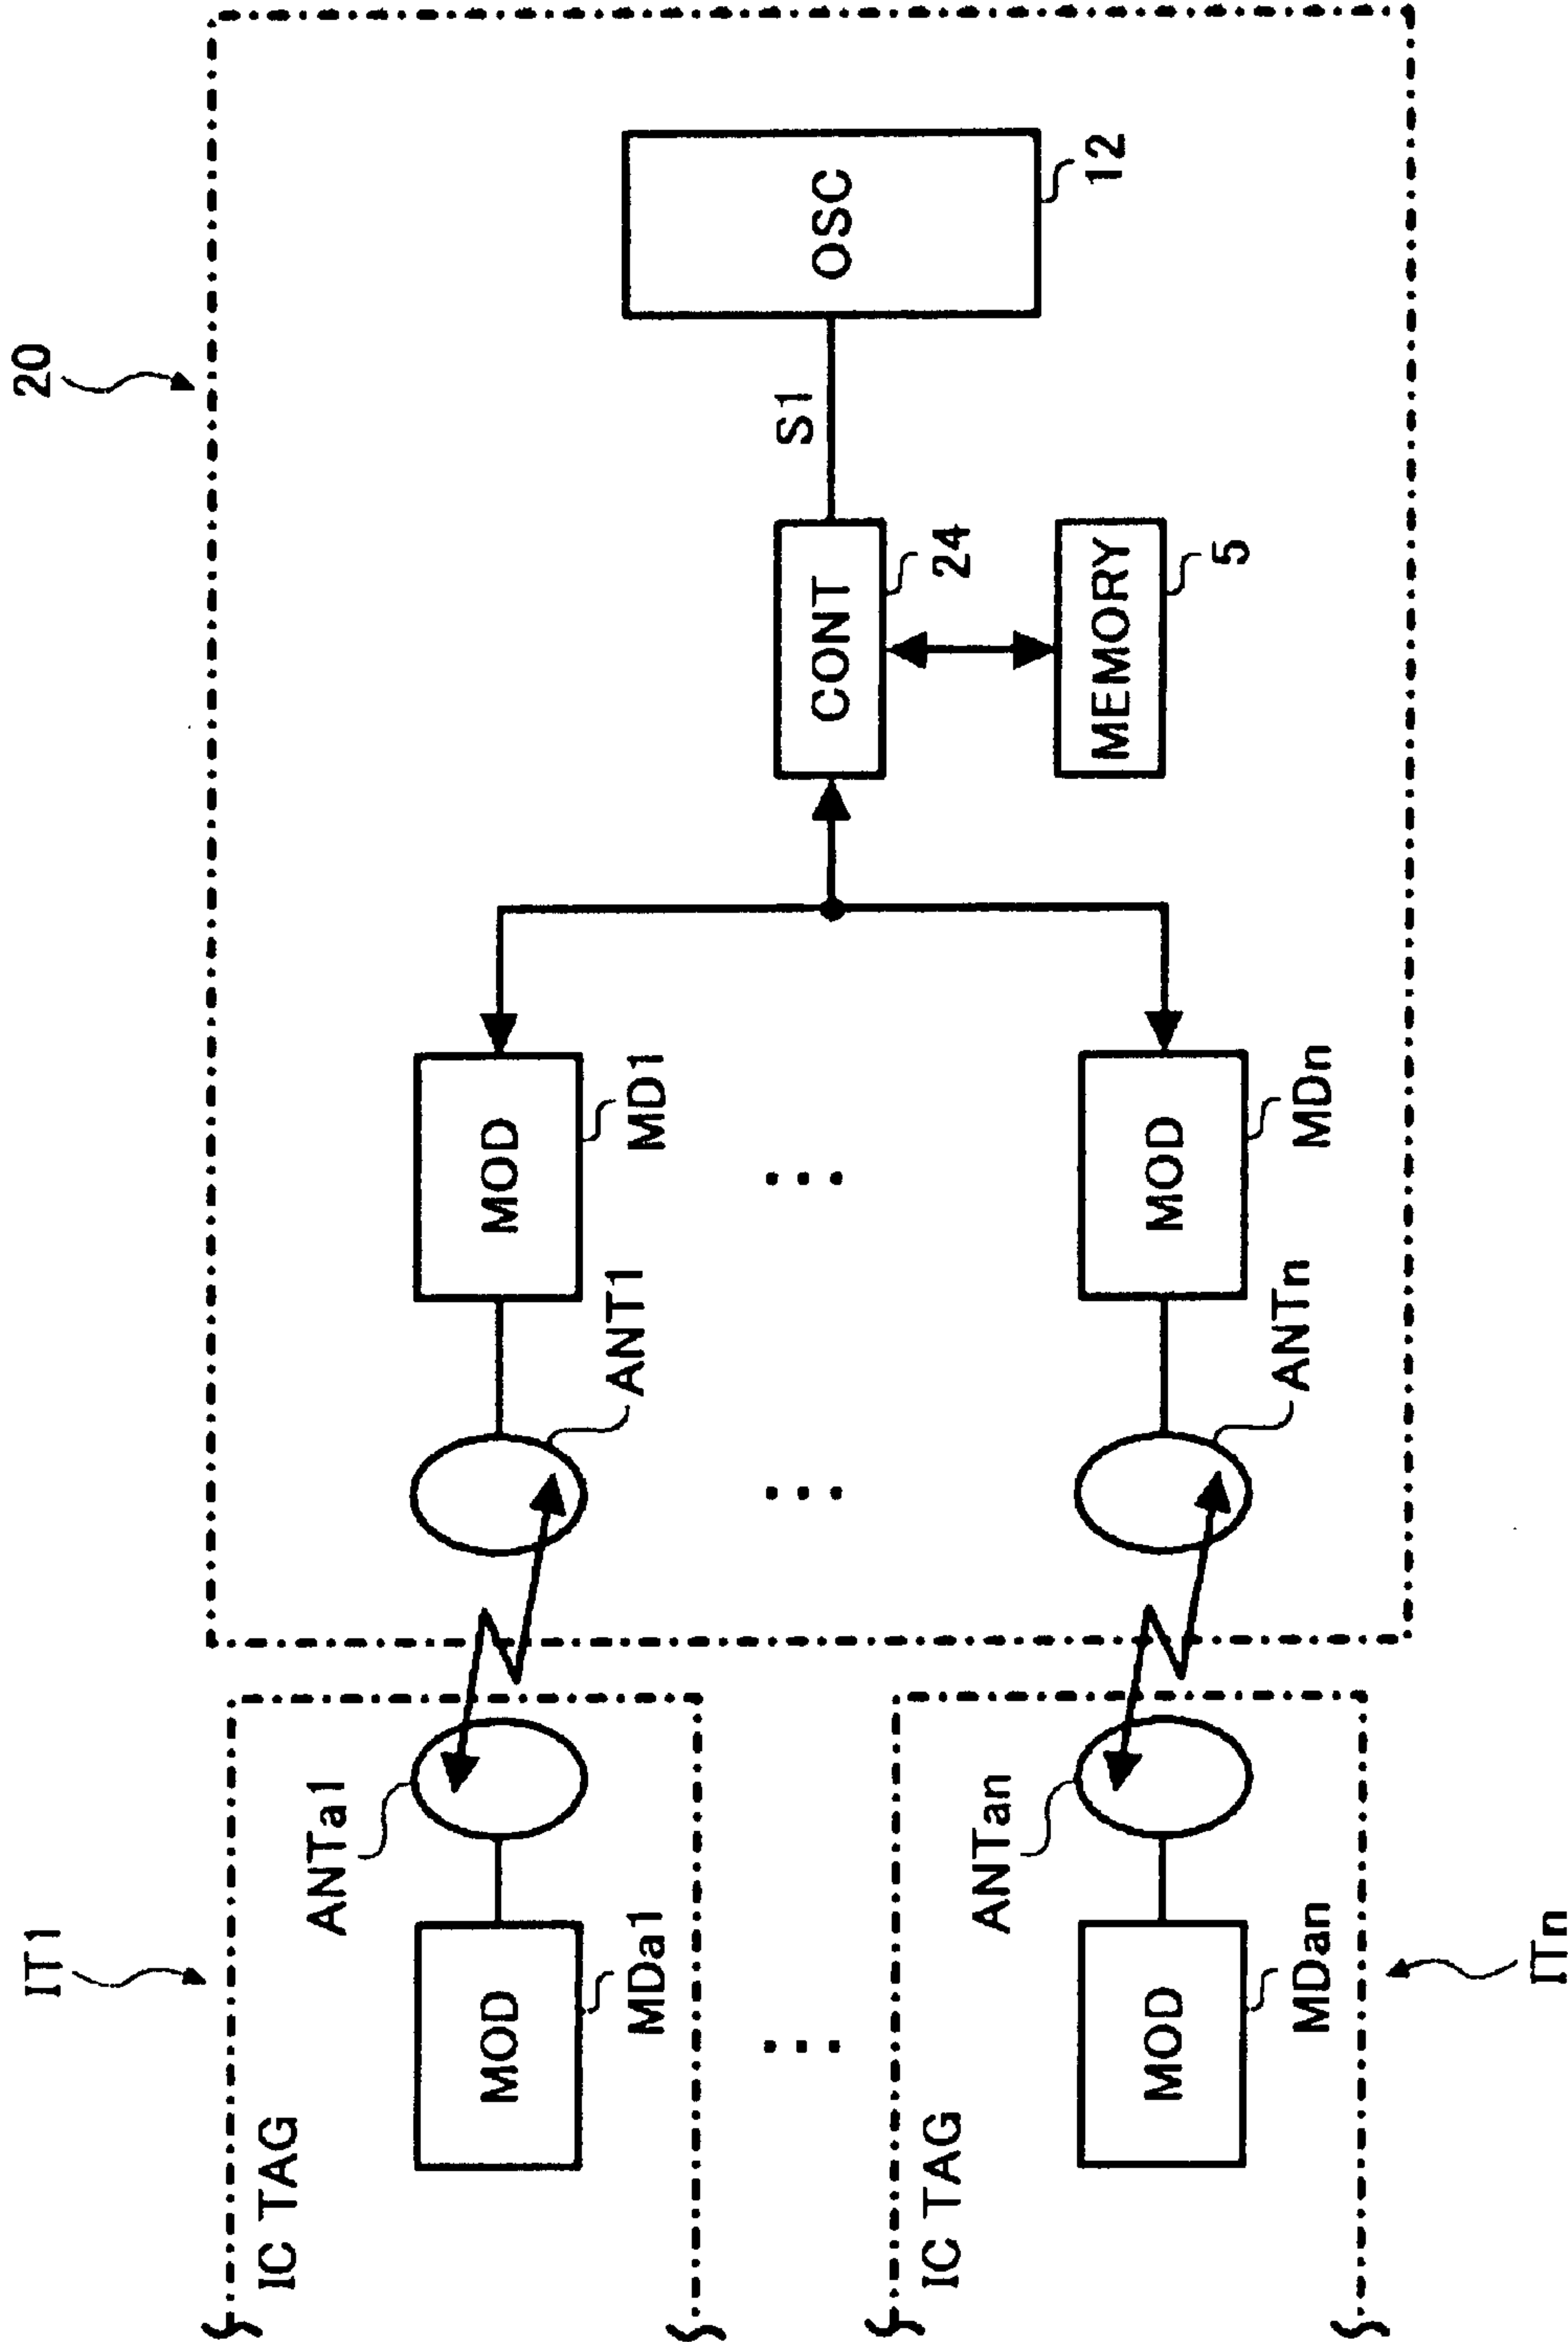 20
IT1
IC TAG
MOD
MDa1
ANTa1
ANT1
MOD
MD1
CONT
24
S1
OSC
12
MEMORY
5
IC TAG
MOD
MDan
ANTan
ANTn
MOD
MDn
ITn